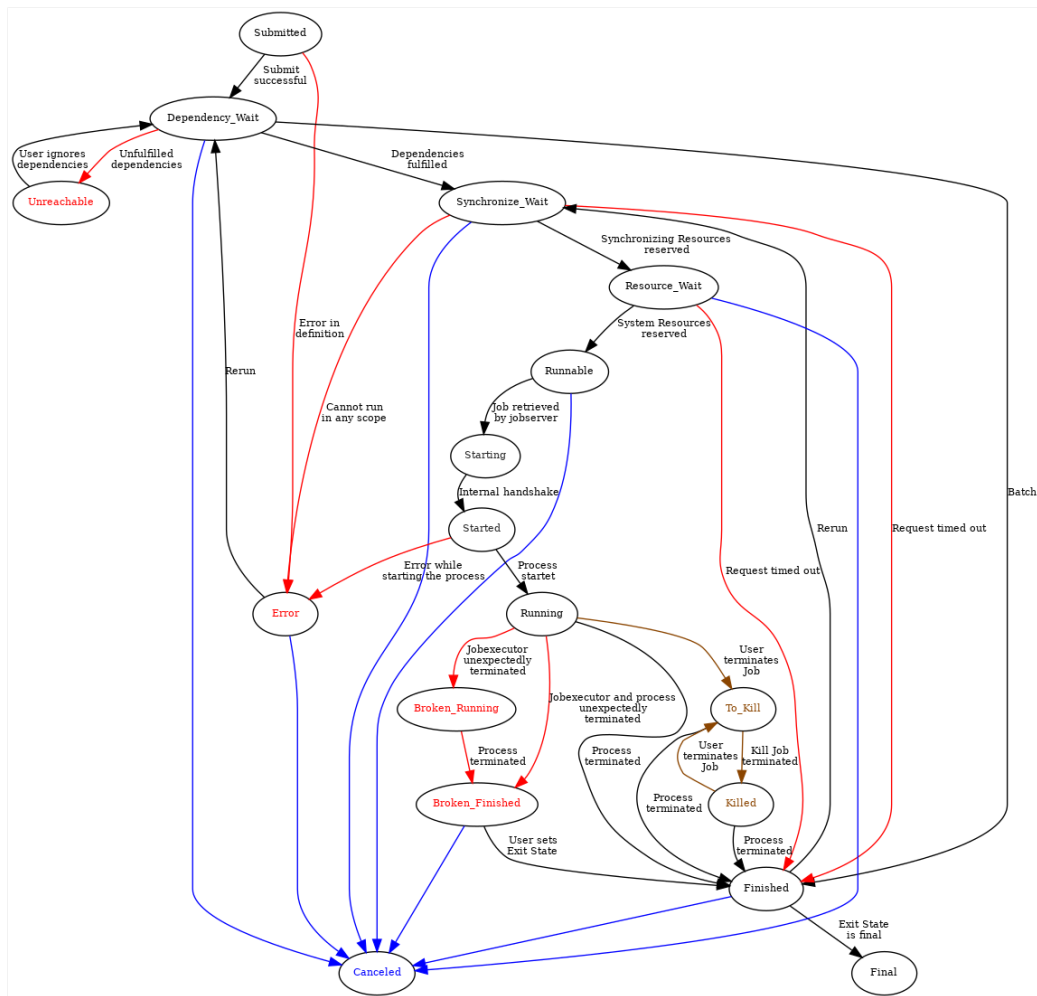 Submitted
Submit
successful
Dependency_Wait
User ignores
dependencies
Unfulfilled
dependencies
Dependencies
fulfilled
Unreachable
Synchronize_Wait
Synchronizing Resources
reserved
Resource_Wait
Error in
definition
System Resources
reserved
Rerun
Runnable
Cannot run
in any scope
Job retrieved
by jobserver
Starting
Internal handshake
Batch
Started
Rerun
Request timed out
Error while
starting the process
Process
startet
Request timed out
Error
Running
Jobexecutor
unexpectedly
terminated
User
terminates
Job
Broken_Running
Jobexecutor and process
unexpectedly
terminated
To_Kill
Process
terminated
Process
terminated
User
terminates
Job
Kill Job
terminated
Broken_Finished
Process
terminated
Killed
User sets
Exit State
Process
terminated
Finished
Exit State
is final
Canceled
Final